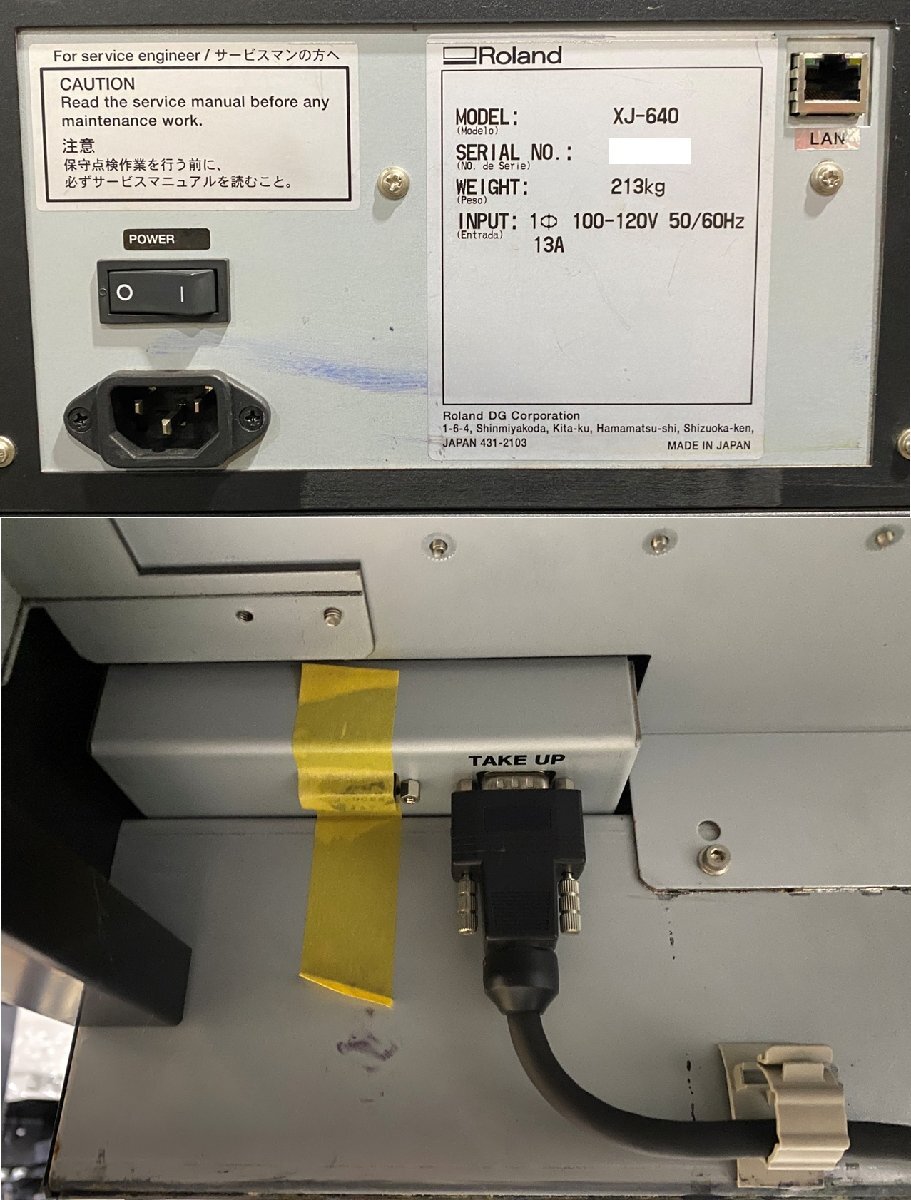 For service engineer / サービスマンの方へ
CAUTION
Read the service manual before any
maintenance work.
注意
保守点検作業を行う前に、
必ずサービスマニュアルを読むこと。
POWER
O I
Roland
MODEL: XJ-640
(Modelo)
SERIAL NO.:
(NO. de Serie)
WEIGHT: 213kg
(Peso)
INPUT: 1Φ 100-120V 50/60Hz
(Entrada) 13A
Roland DG Corporation
1-6-4, Shinmiyakoda, Kita-ku, Hamamatsu-shi, Shizuoka-ken,
JAPAN 431-2103 MADE IN JAPAN
LAN
TAKE UP